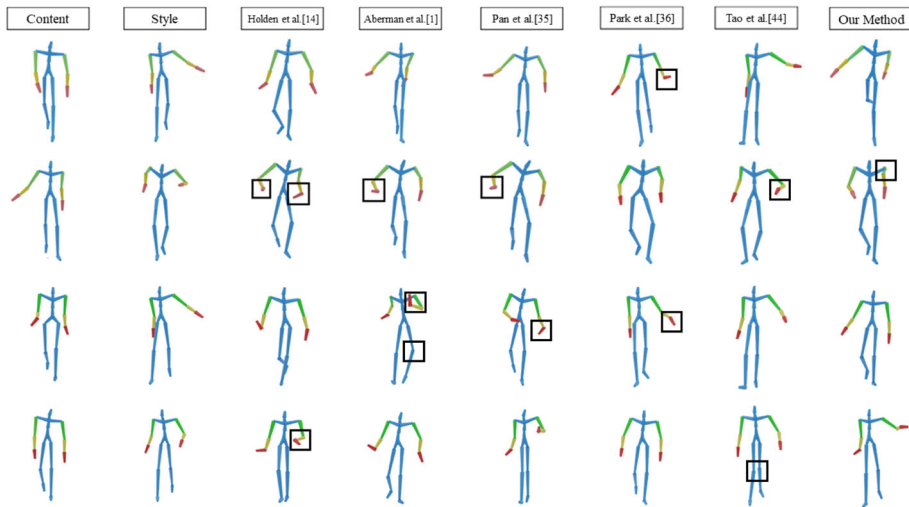 Content
Style
Holden et al.[14]
Aberman et al.[1]
Pan et al.[35]
Park et al.[36]
Tao et al.[44]
Our Method